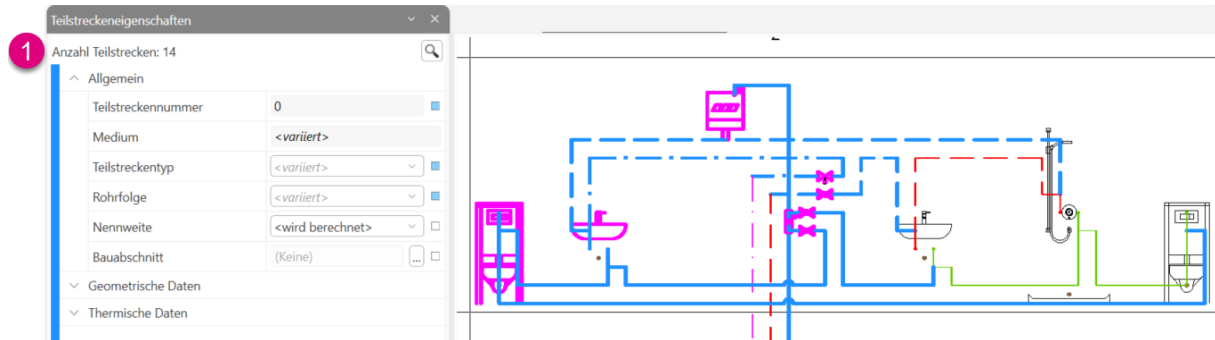 Teilstreckeneigenschaften
1
Anzahl Teilstrecken: 14
Allgemein
Teilstreckennummer 0
Medium <variiert>
Teilstreckentyp <variiert>
Rohrfolge <variiert>
Nennweite <wird berechnet>
Bauabschnitt (Keine) ...
Geometrische Daten
Thermische Daten